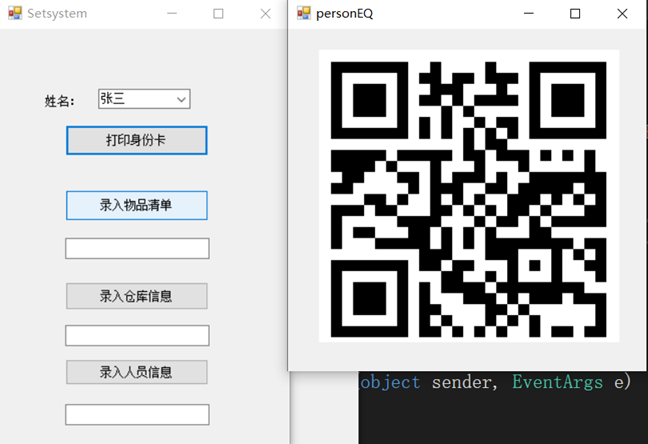 Setsystem
姓名：
张三
打印身份卡
录入物品清单
录入仓库信息
录入人员信息
personEQ
object sender, EventArgs e)